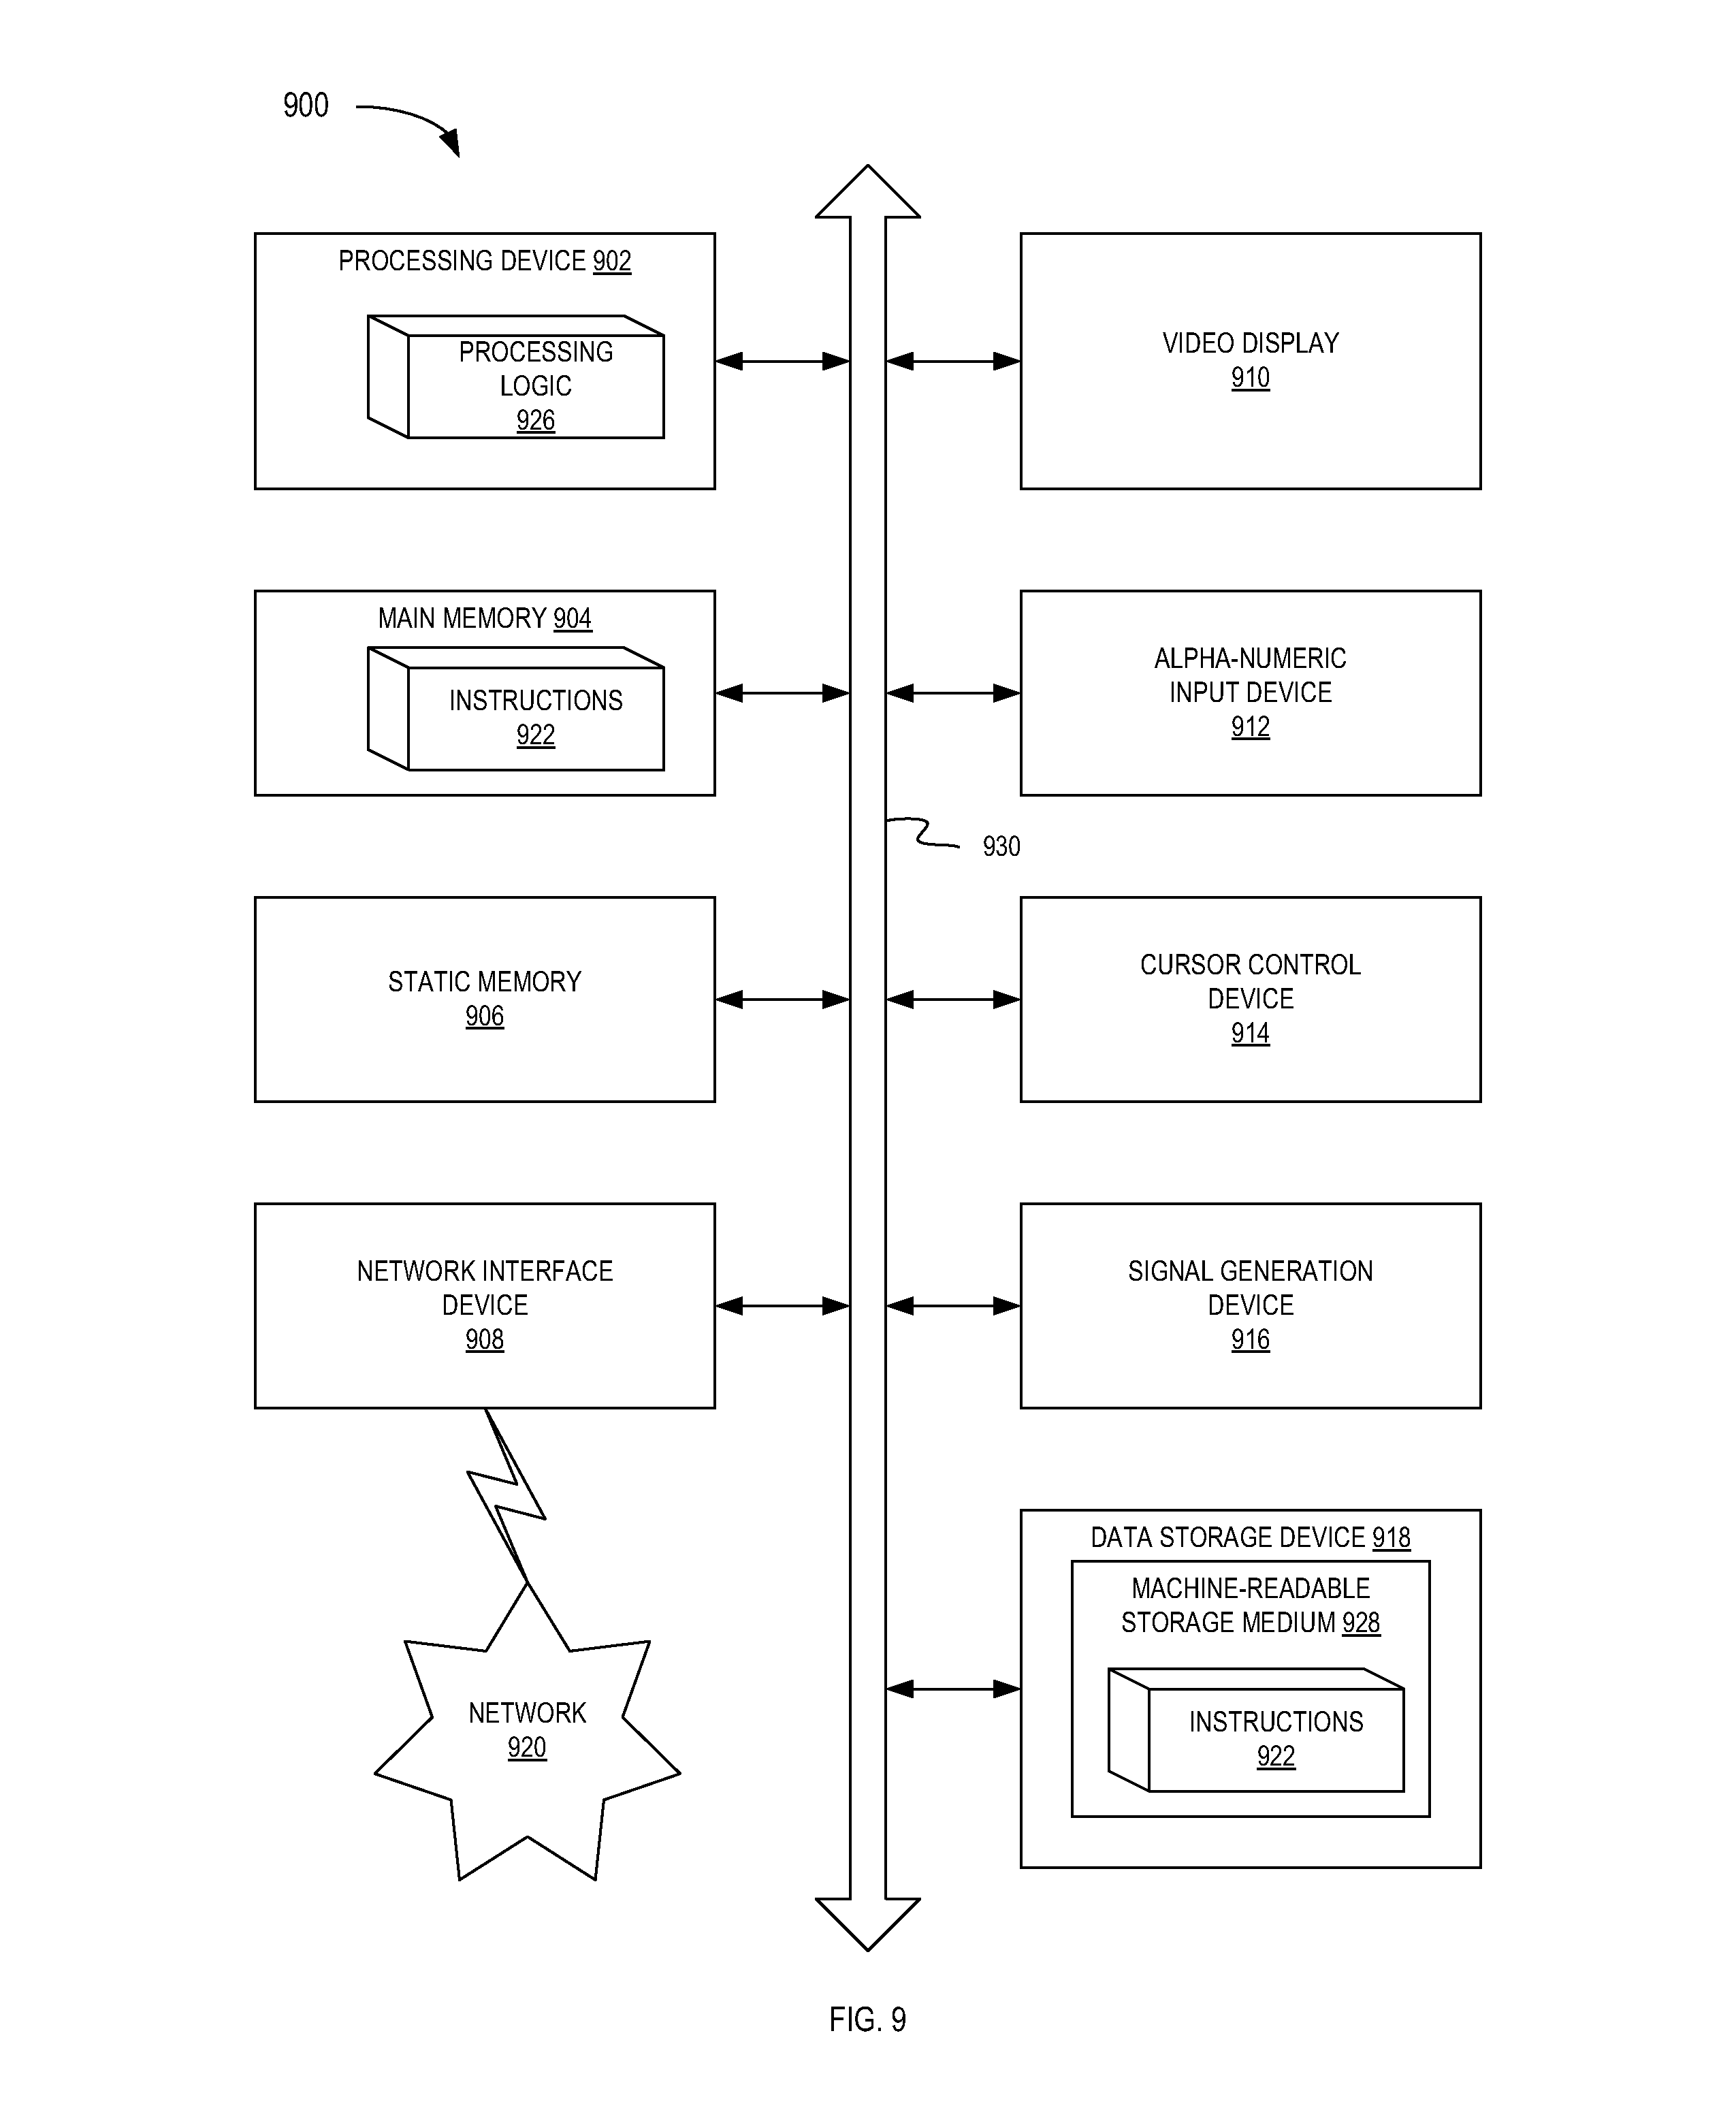 900
PROCESSING DEVICE 902
PROCESSING
LOGIC
926
VIDEO DISPLAY
910
MAIN MEMORY 904
INSTRUCTIONS
922
ALPHA-NUMERIC
INPUT DEVICE
912
930
STATIC MEMORY
906
CURSOR CONTROL
DEVICE
914
NETWORK INTERFACE
DEVICE
908
SIGNAL GENERATION
DEVICE
916
DATA STORAGE DEVICE 918
MACHINE-READABLE
STORAGE MEDIUM 928
INSTRUCTIONS
922
NETWORK
920
FIG. 9